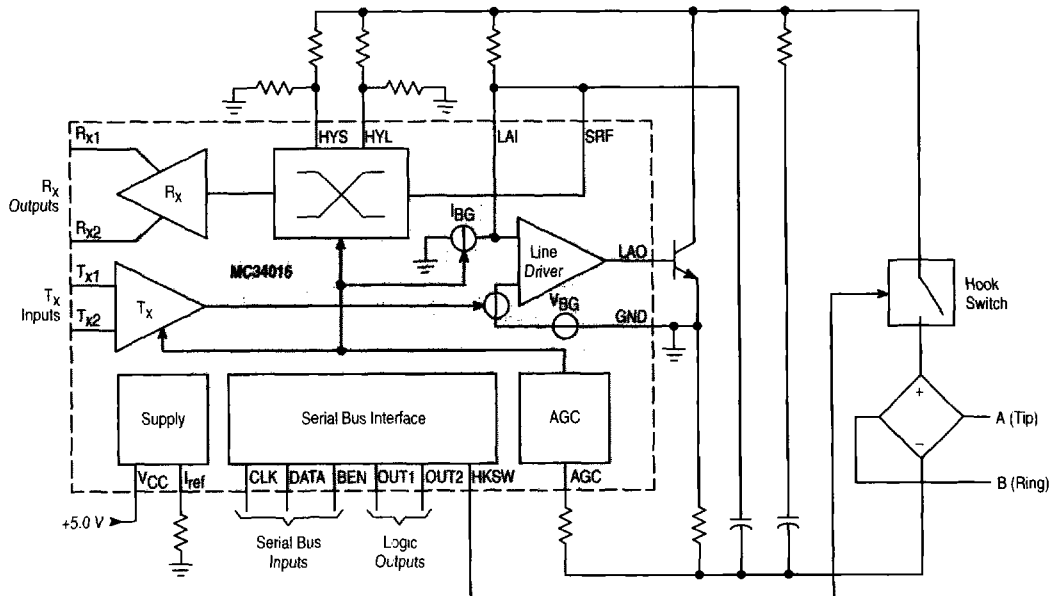 HYS
HYL
LAI
SRF
Rx1
Rx
Outputs
Rx
Rx2
IBG
Line
Driver
LAO
MC34016
Tx1
Tx
Inputs
Tx
Tx2
VBG
GND
Hook
Switch
+
−
A (Tip)
B (Ring)
Supply
Serial Bus Interface
AGC
VCC
Iref
CLK
DATA
BEN
OUT1
OUT2
HKSW
AGC
+5.0 V
Serial Bus
Inputs
Logic
Outputs